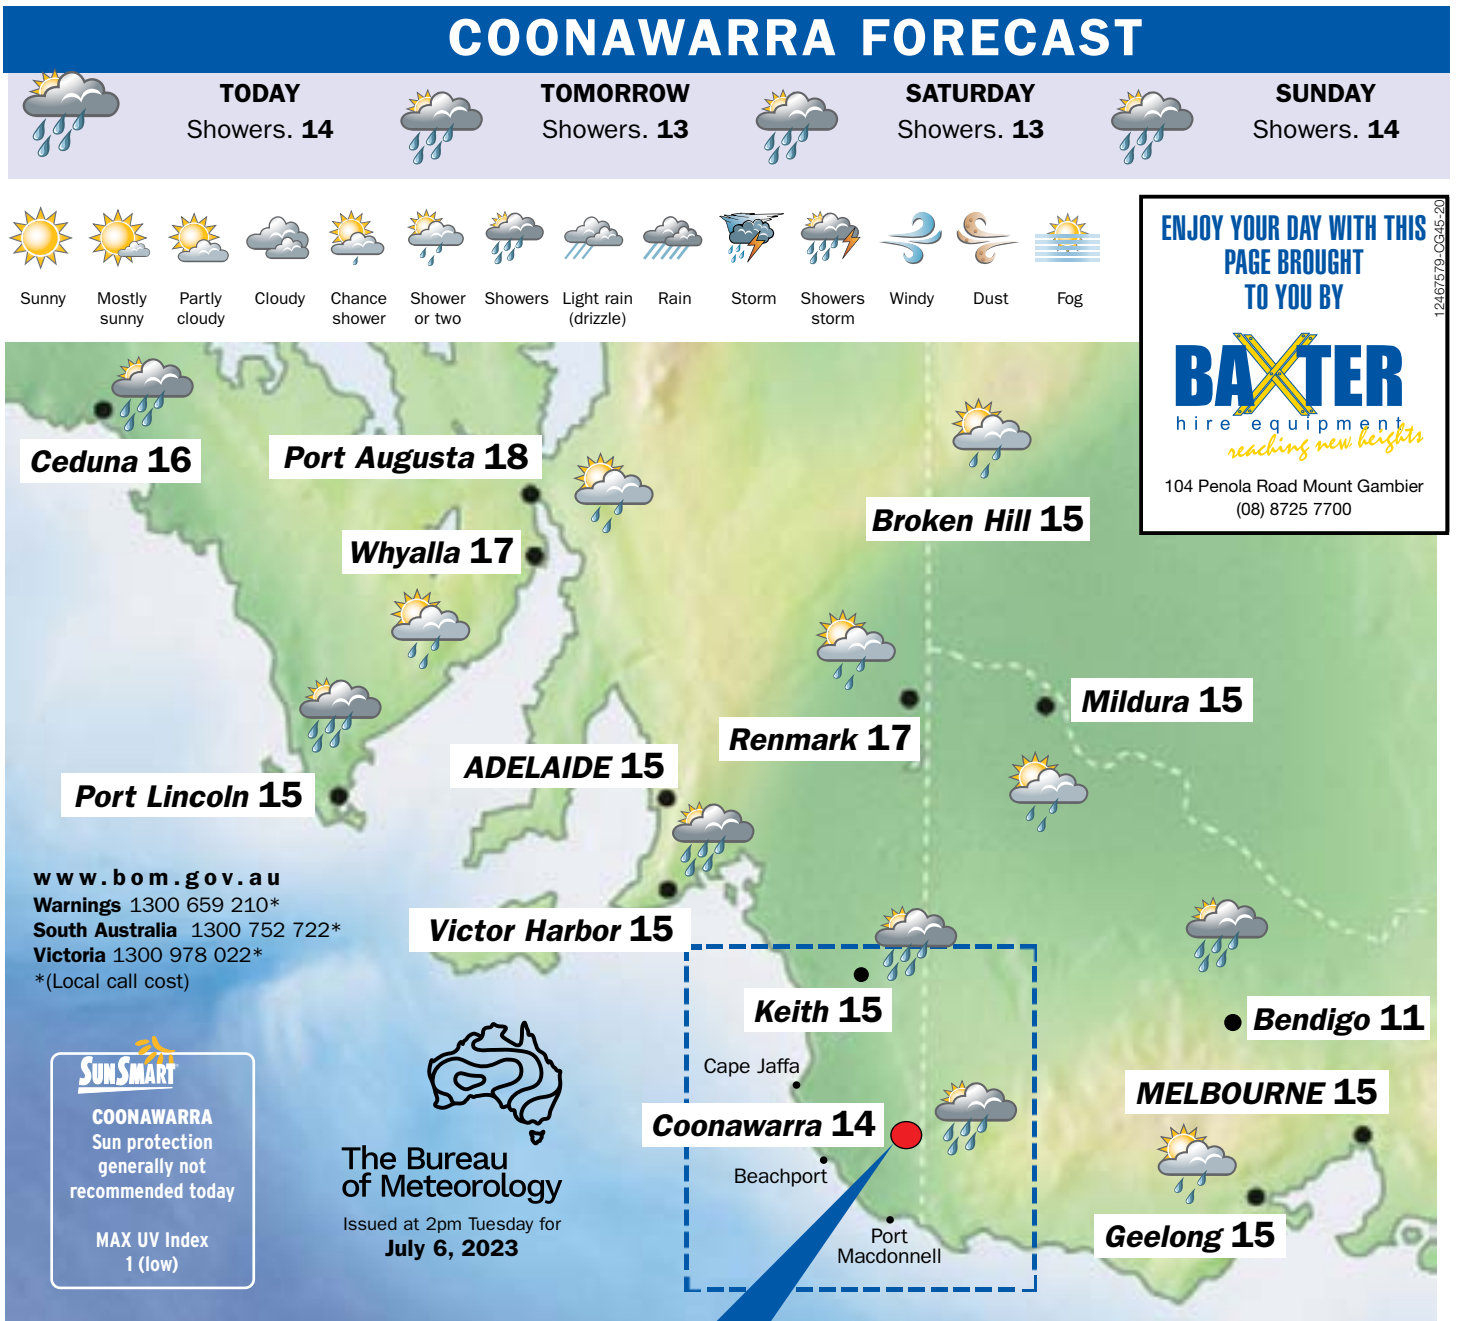 COONAWARRA FORECAST
TODAY
Showers. 14
TOMORROW
Showers. 13
SATURDAY
Showers. 13
SUNDAY
Showers. 14
Sunny
Mostly
sunny
Partly
cloudy
Cloudy
Chance
shower
Shower
or two
Showers
Light rain
(drizzle)
Rain
Storm
Showers
storm
Windy
Dust
Fog
ENJOY YOUR DAY WITH THIS
PAGE BROUGHT
TO YOU BY
BAXTER
hire equipment
reaching new heights
104 Penola Road Mount Gambier
(08) 8725 7700
12467579-CG45-20
Ceduna 16
Port Augusta 18
Whyalla 17
Broken Hill 15
Renmark 17
Mildura 15
ADELAIDE 15
Port Lincoln 15
Victor Harbor 15
Keith 15
Cape Jaffa
Coonawarra 14
Beachport
Port
Macdonnell
Bendigo 11
MELBOURNE 15
Geelong 15
www.bom.gov.au
Warnings 1300 659 210*
South Australia 1300 752 722*
Victoria 1300 978 022*
*(Local call cost)
SUNSMART
COONAWARRA
Sun protection
generally not
recommended today
MAX UV Index
1 (low)
The Bureau
of Meteorology
Issued at 2pm Tuesday for
July 6, 2023